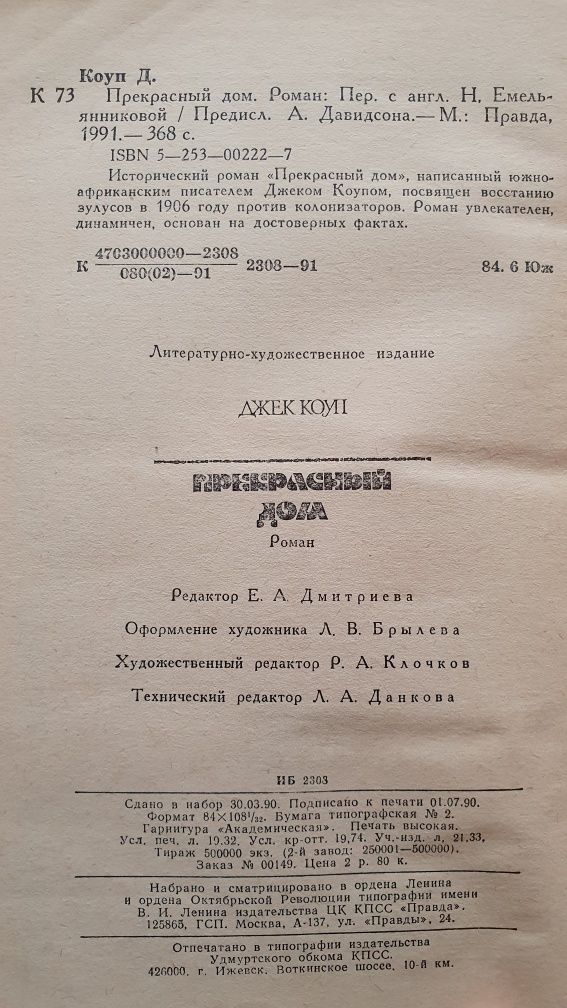 Коуп Д.
К 73 Прекрасный дом. Роман: Пер. с англ. Н. Емель-
янниковой / Предисл. А. Давидсона.— М.: Правда,
1991.— 368 с.
ISBN 5—253—00222—7
Исторический роман «Прекрасный дом», написанный южно-
африканским писателем Джеком Коупом, посвящен восстанию
зулусов в 1906 году против колонизаторов. Роман увлекателен,
динамичен, основан на достоверных фактах.
4703000000—2308
К 080(02)—91 2308—91 84. 6 Юж
Литературно-художественное издание
ДЖЕК КОУП
ПРЕКРАСНЫЙ
ДОМ
Роман
Редактор Е. А. Дмитриева
Оформление художника Л. В. Брылева
Художественный редактор Р. А. Клочков
Технический редактор Л. А. Данкова
ИБ 2303
Сдано в набор 30.03.90. Подписано к печати 01.07.90.
Формат 84×108¹/₃₂. Бумага типографская № 2.
Гарнитура «Академическая». Печать высокая.
Усл. печ. л. 19.32. Усл. кр-отт. 19,74. Уч.-изд. л. 21,33.
Тираж 500000 экз. (2-й завод: 250001—500000).
Заказ № 00149. Цена 2 р. 80 к.
Набрано и сматрицировано в ордена Ленина
и ордена Октябрьской Революции типографии имени
В. И. Ленина издательства ЦК КПСС «Правда».
125865, ГСП. Москва, А-137, ул. «Правды», 24.
Отпечатано в типографии издательства
Удмуртского обкома КПСС.
426000, г. Ижевск. Воткинское шоссе, 10-й км.